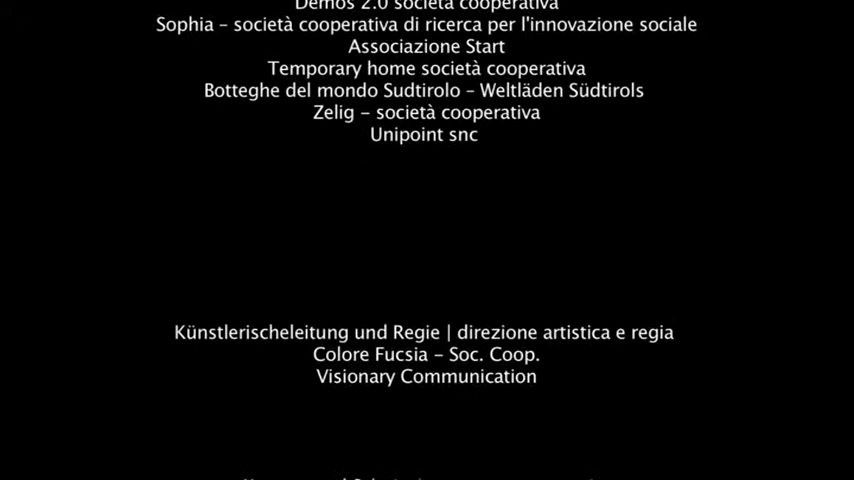 Demos 2.0 società cooperativa
Sophia – società cooperativa di ricerca per l'innovazione sociale
Associazione Start
Temporary home società cooperativa
Botteghe del mondo Sudtirolo – Weltläden Südtirols
Zelig – società cooperativa
Unipoint snc
Künstlerischeleitung und Regie | direzione artistica e regia
Colore Fucsia – Soc. Coop.
Visionary Communication